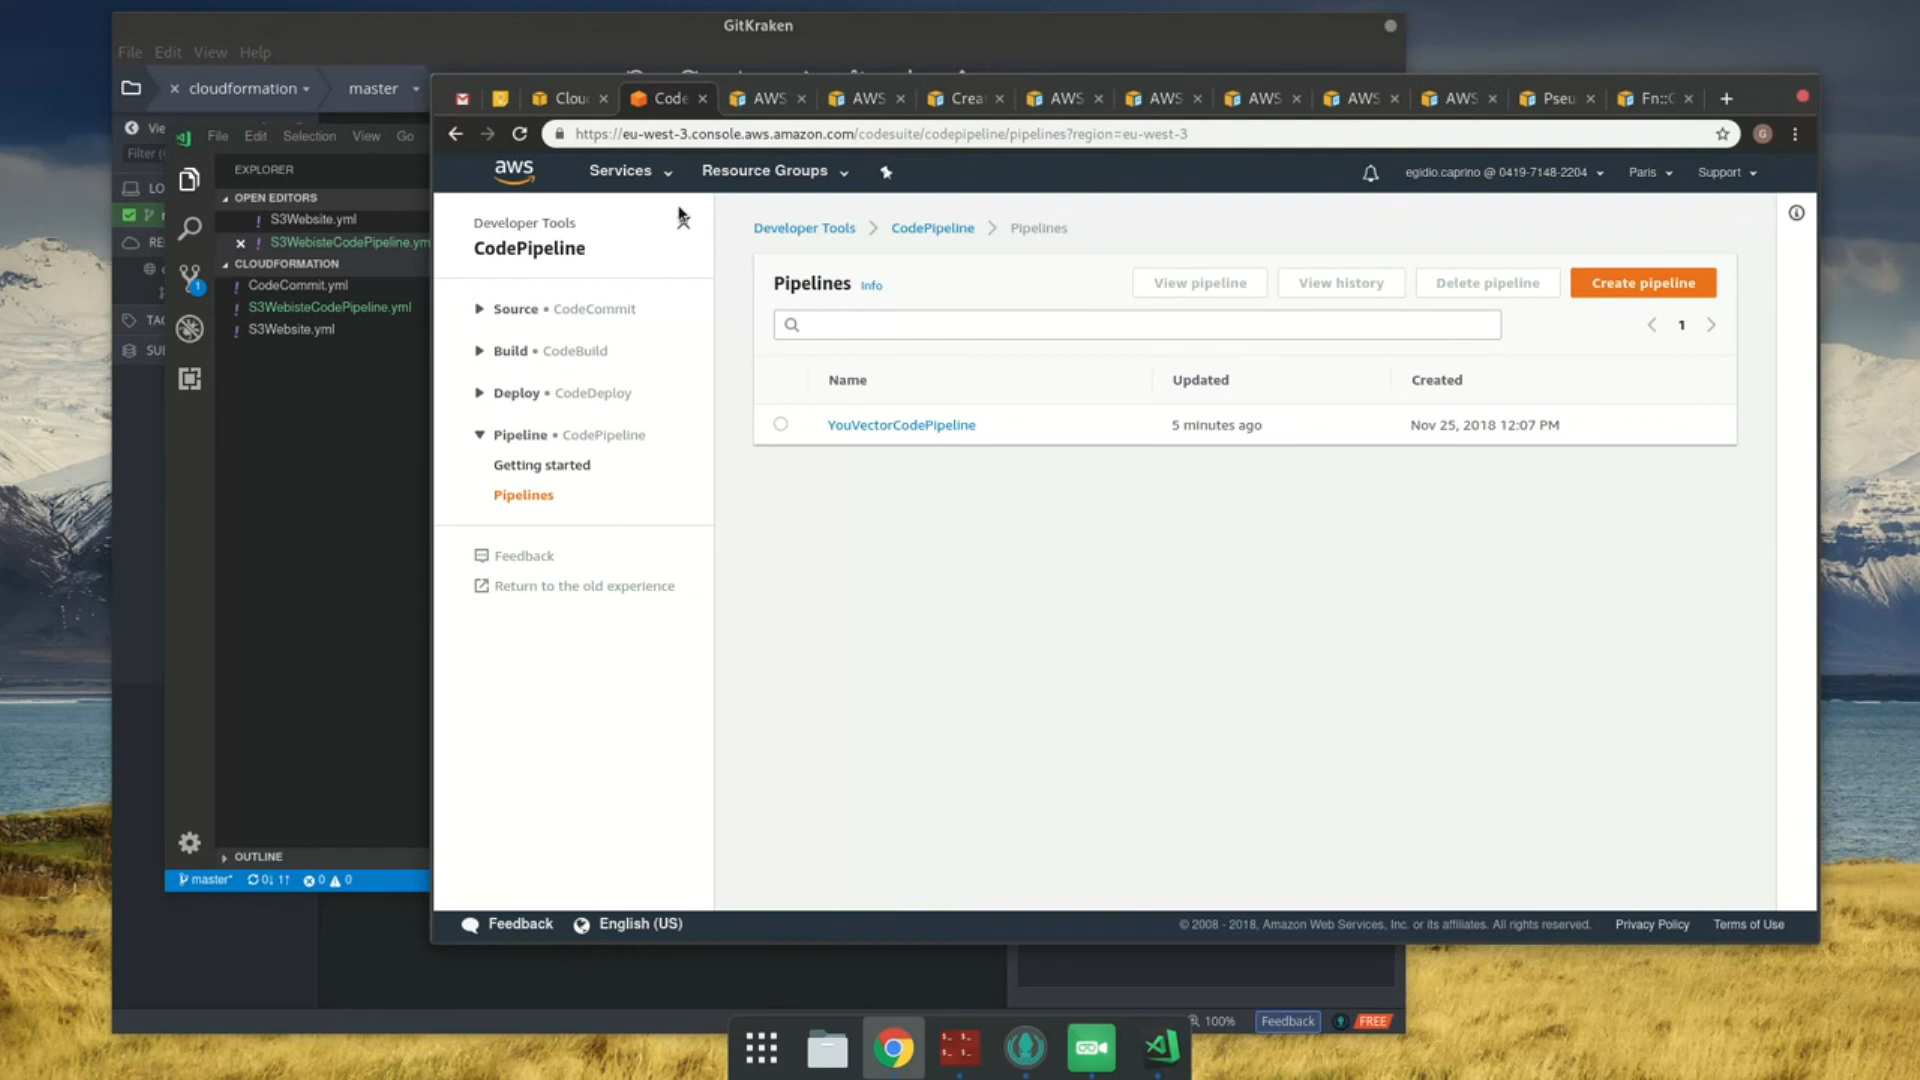 GitKraken
File Edit View Help
cloudformation master
Clou Code AWS AWS Crea AWS AWS AWS AWS AWS Pseu Fn::C
https://eu-west-3.console.aws.amazon.com/codesuite/codepipeline/pipelines?region=eu-west-3
aws Services Resource Groups egidio.caprino @ 0419-7148-2204 Paris Support
File Edit Selection View Go
EXPLORER
OPEN EDITORS
S3Website.yml
S3WebisteCodePipeline.ym
CLOUDFORMATION
CodeCommit.yml
S3WebisteCodePipeline.yml
S3Website.yml
OUTLINE
master* 0↓ 1↑ 0 0
Developer Tools
CodePipeline
Source • CodeCommit
Build • CodeBuild
Deploy • CodeDeploy
Pipeline • CodePipeline
Getting started
Pipelines
Feedback
Return to the old experience
Developer Tools CodePipeline Pipelines
Pipelines Info View pipeline View history Delete pipeline Create pipeline
1
Name Updated Created
YouVectorCodePipeline 5 minutes ago Nov 25, 2018 12:07 PM
Feedback English (US) © 2008 - 2018, Amazon Web Services, Inc. or its affiliates. All rights reserved. Privacy Policy Terms of Use
100% Feedback FREE